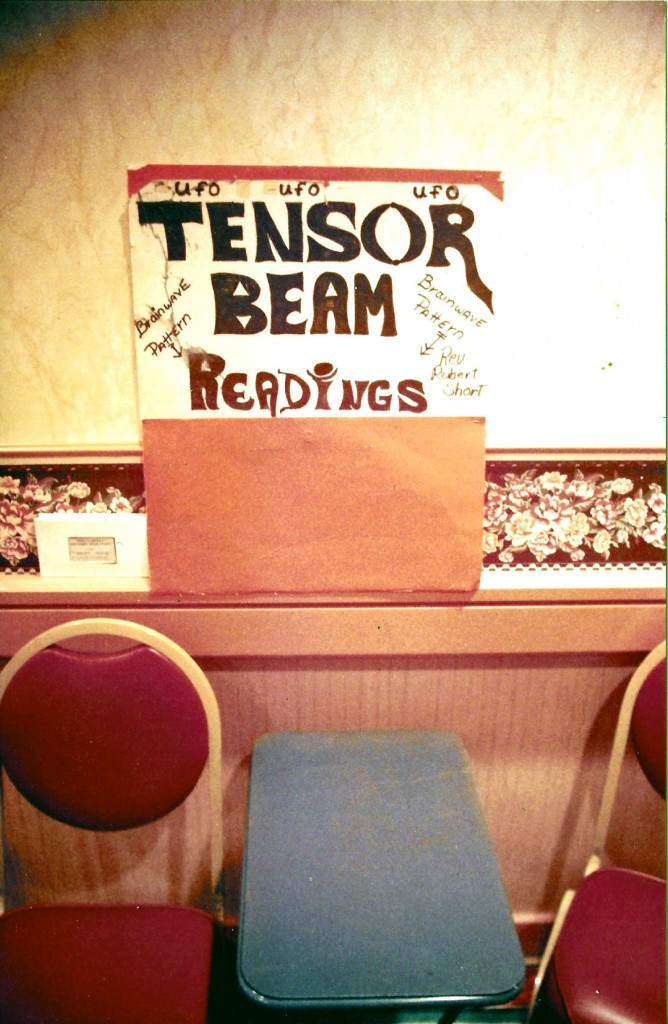 UFO UFO UFO
TENSOR
BEAM
READINGS
Brainwave
Pattern
Brainwave
Pattern
Rev
Robert
Short